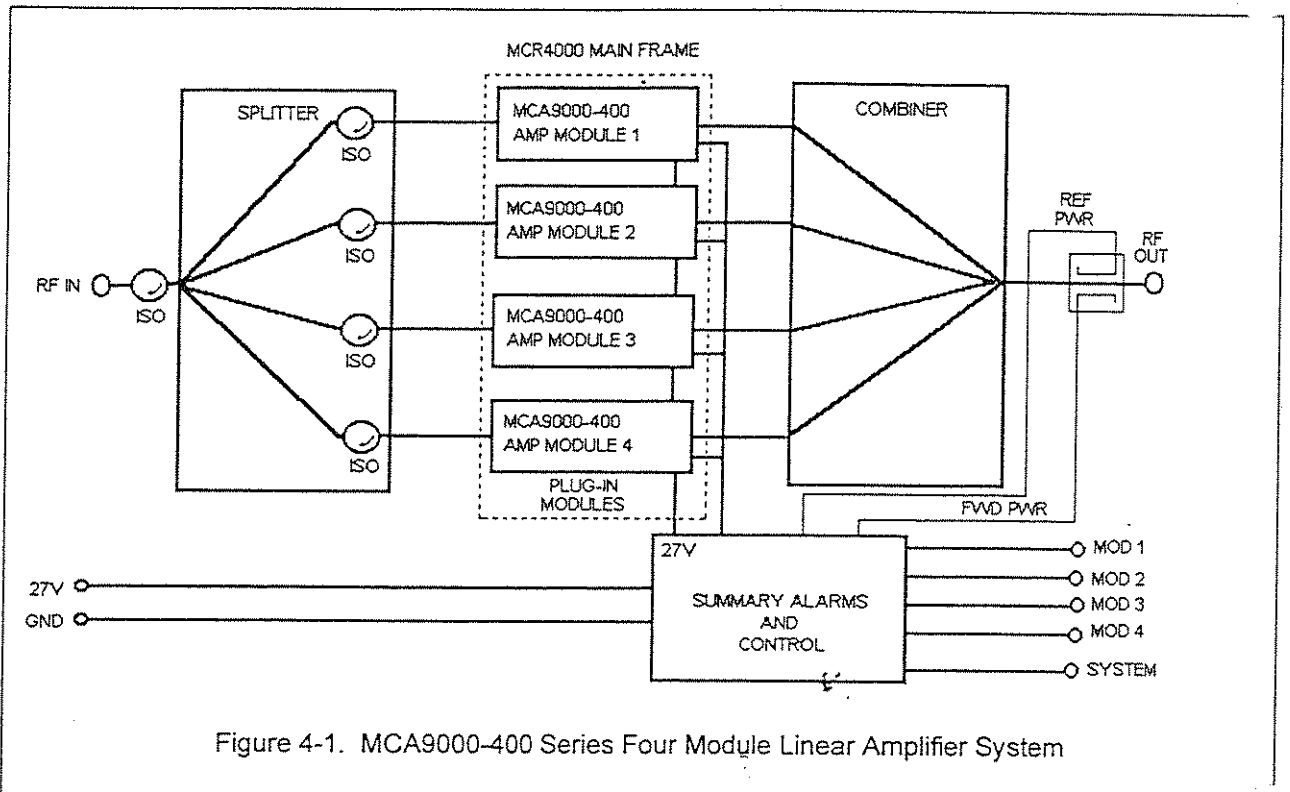 MCR4000 MAIN FRAME
SPLITTER
ISO
ISO
ISO
ISO
RF IN
ISO
MCA9000-400
AMP MODULE 1
MCA9000-400
AMP MODULE 2
MCA9000-400
AMP MODULE 3
MCA9000-400
AMP MODULE 4
PLUG-IN
MODULES
COMBINER
REF
PWR
RF
OUT
FWD PWR
27V
GND
27V
SUMMARY ALARMS
AND
CONTROL
MOD 1
MOD 2
MOD 3
MOD 4
SYSTEM
Figure 4-1. MCA9000-400 Series Four Module Linear Amplifier System